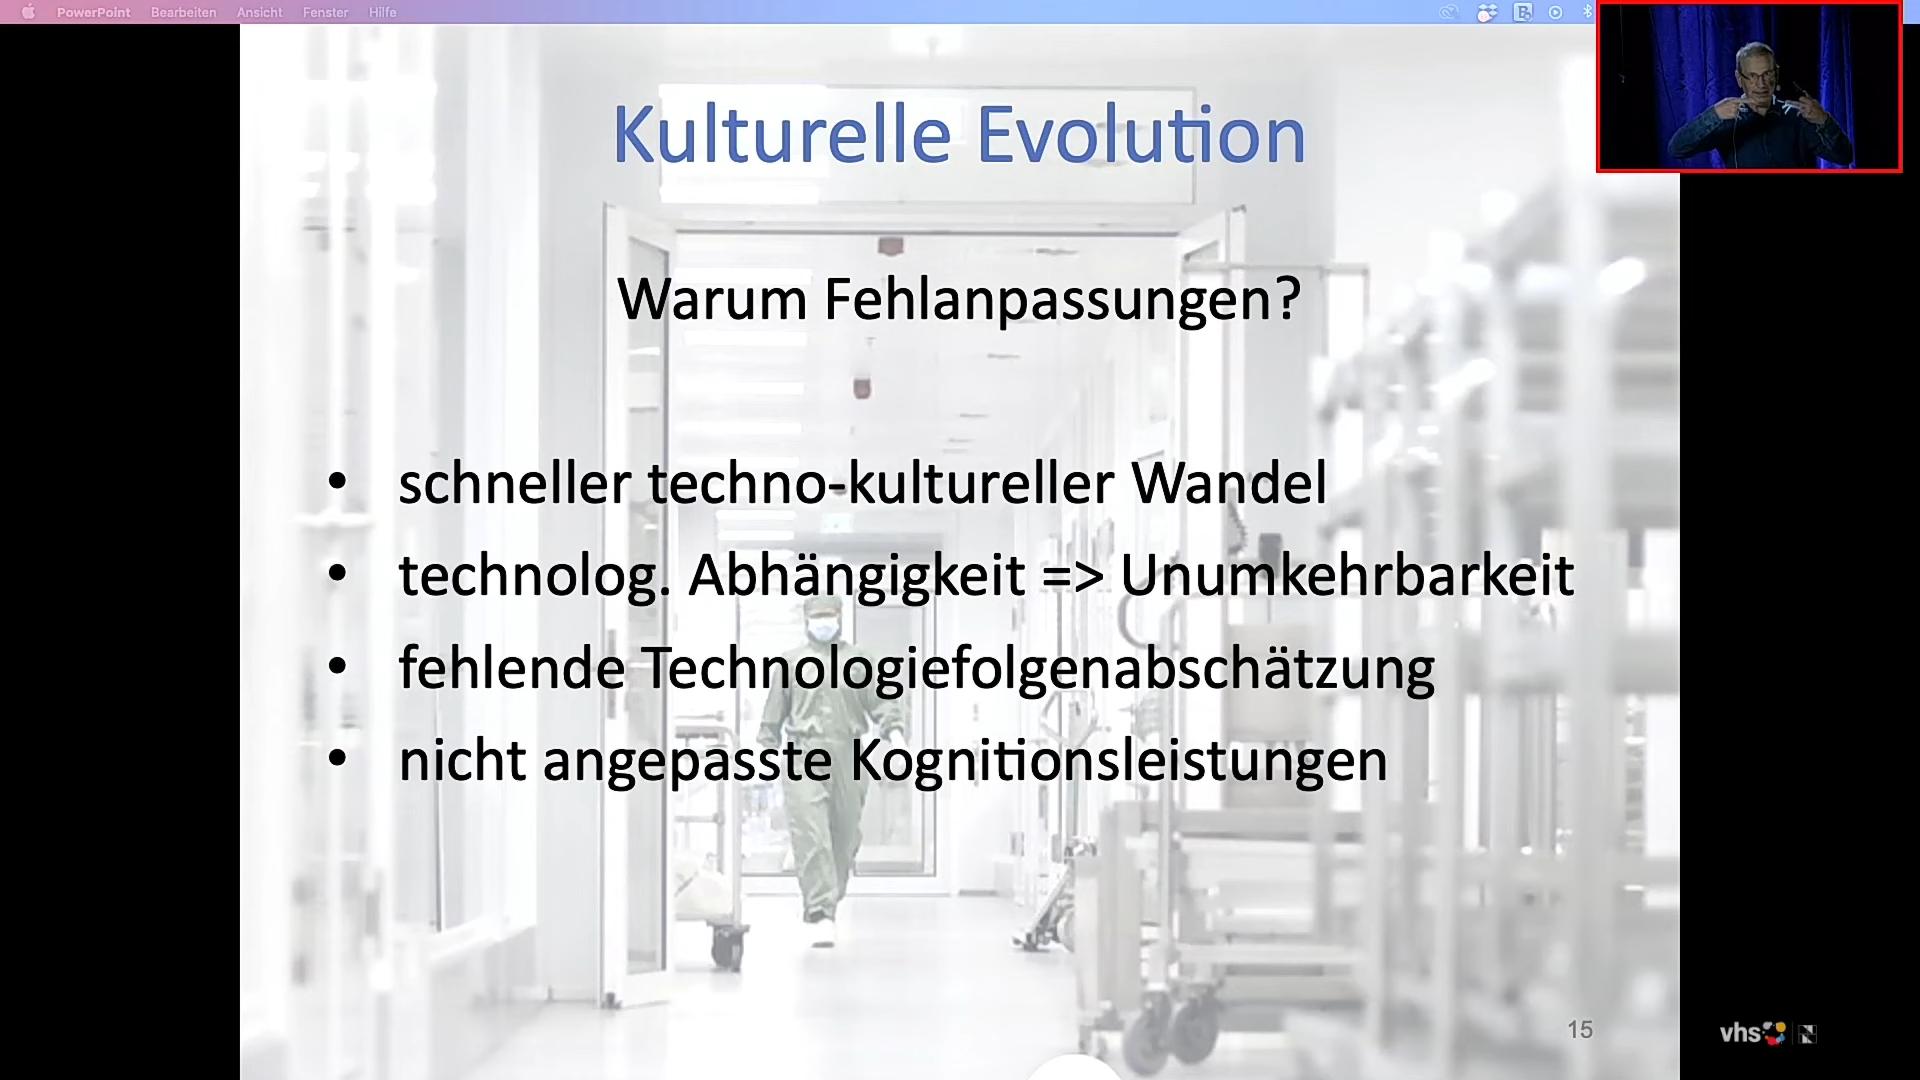 PowerPoint Bearbeiten Ansicht Fenster Hilfe
Kulturelle Evolution
Warum Fehlanpassungen?
• schneller techno-kultureller Wandel
• technolog. Abhängigkeit => Unumkehrbarkeit
• fehlende Technologiefolgenabschätzung
• nicht angepasste Kognitionsleistungen
15
vhs